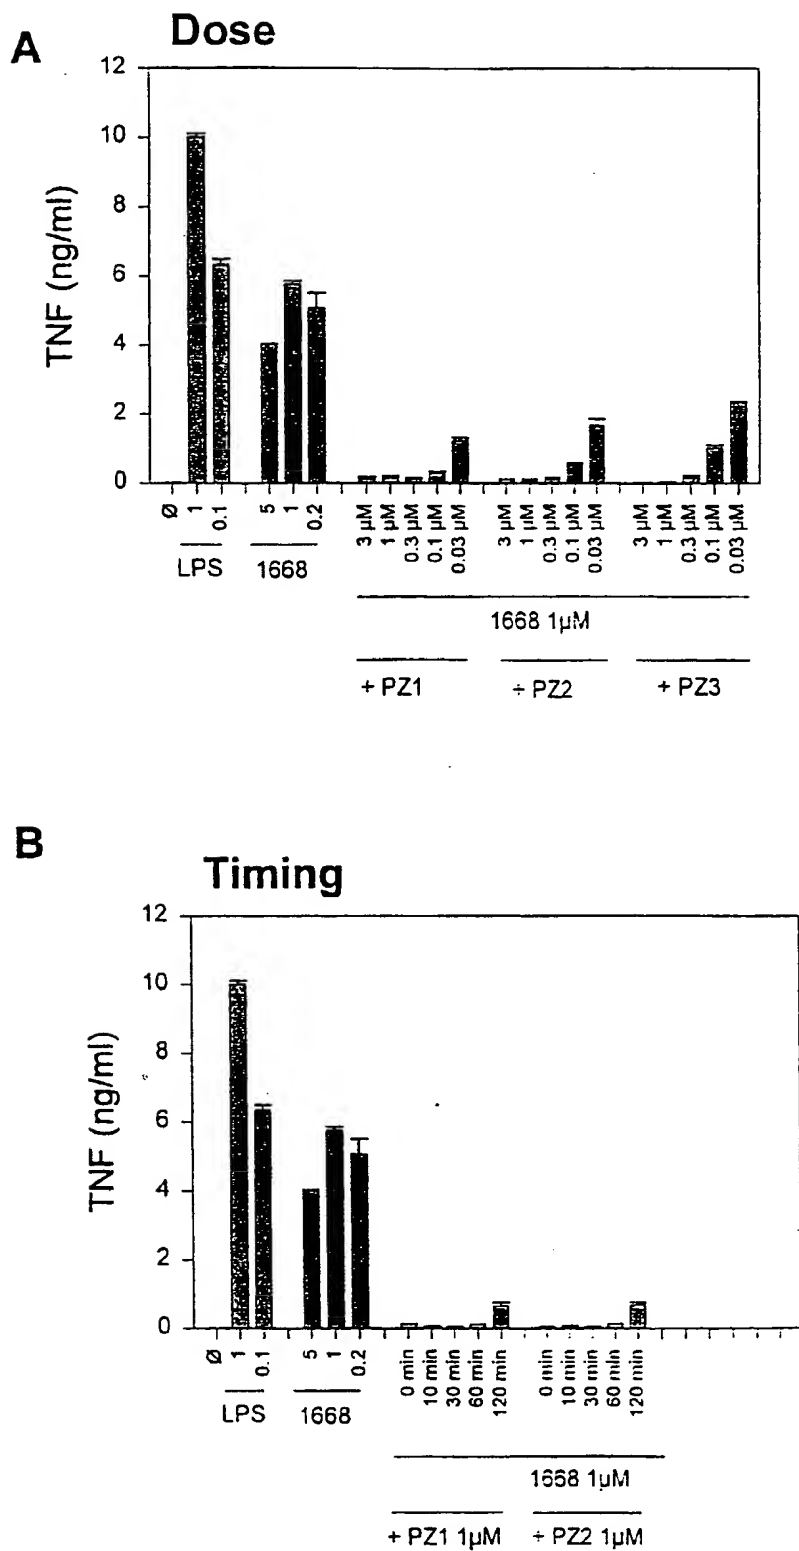 A
Dose
TNF (ng/ml)
12
10
8
6
4
2
0
Ø 1 0.1 5 1 0.2 3 µM 1 µM 0.3 µM 0.1 µM 0.03 µM 3 µM 1 µM 0.3 µM 0.1 µM 0.03 µM 3 µM 1 µM 0.3 µM 0.1 µM 0.03 µM
LPS 1668
1668 1µM
+ PZ1 ÷ PZ2 + PZ3
B
Timing
TNF (ng/ml)
12
10
8
6
4
2
0
Ø 1 0.1 5 1 0.2 0 min 10 min 30 min 60 min 120 min 0 min 10 min 30 min 60 min 120 min
LPS 1668
1668 1µM
+ PZ1 1µM ÷ PZ2 1µM